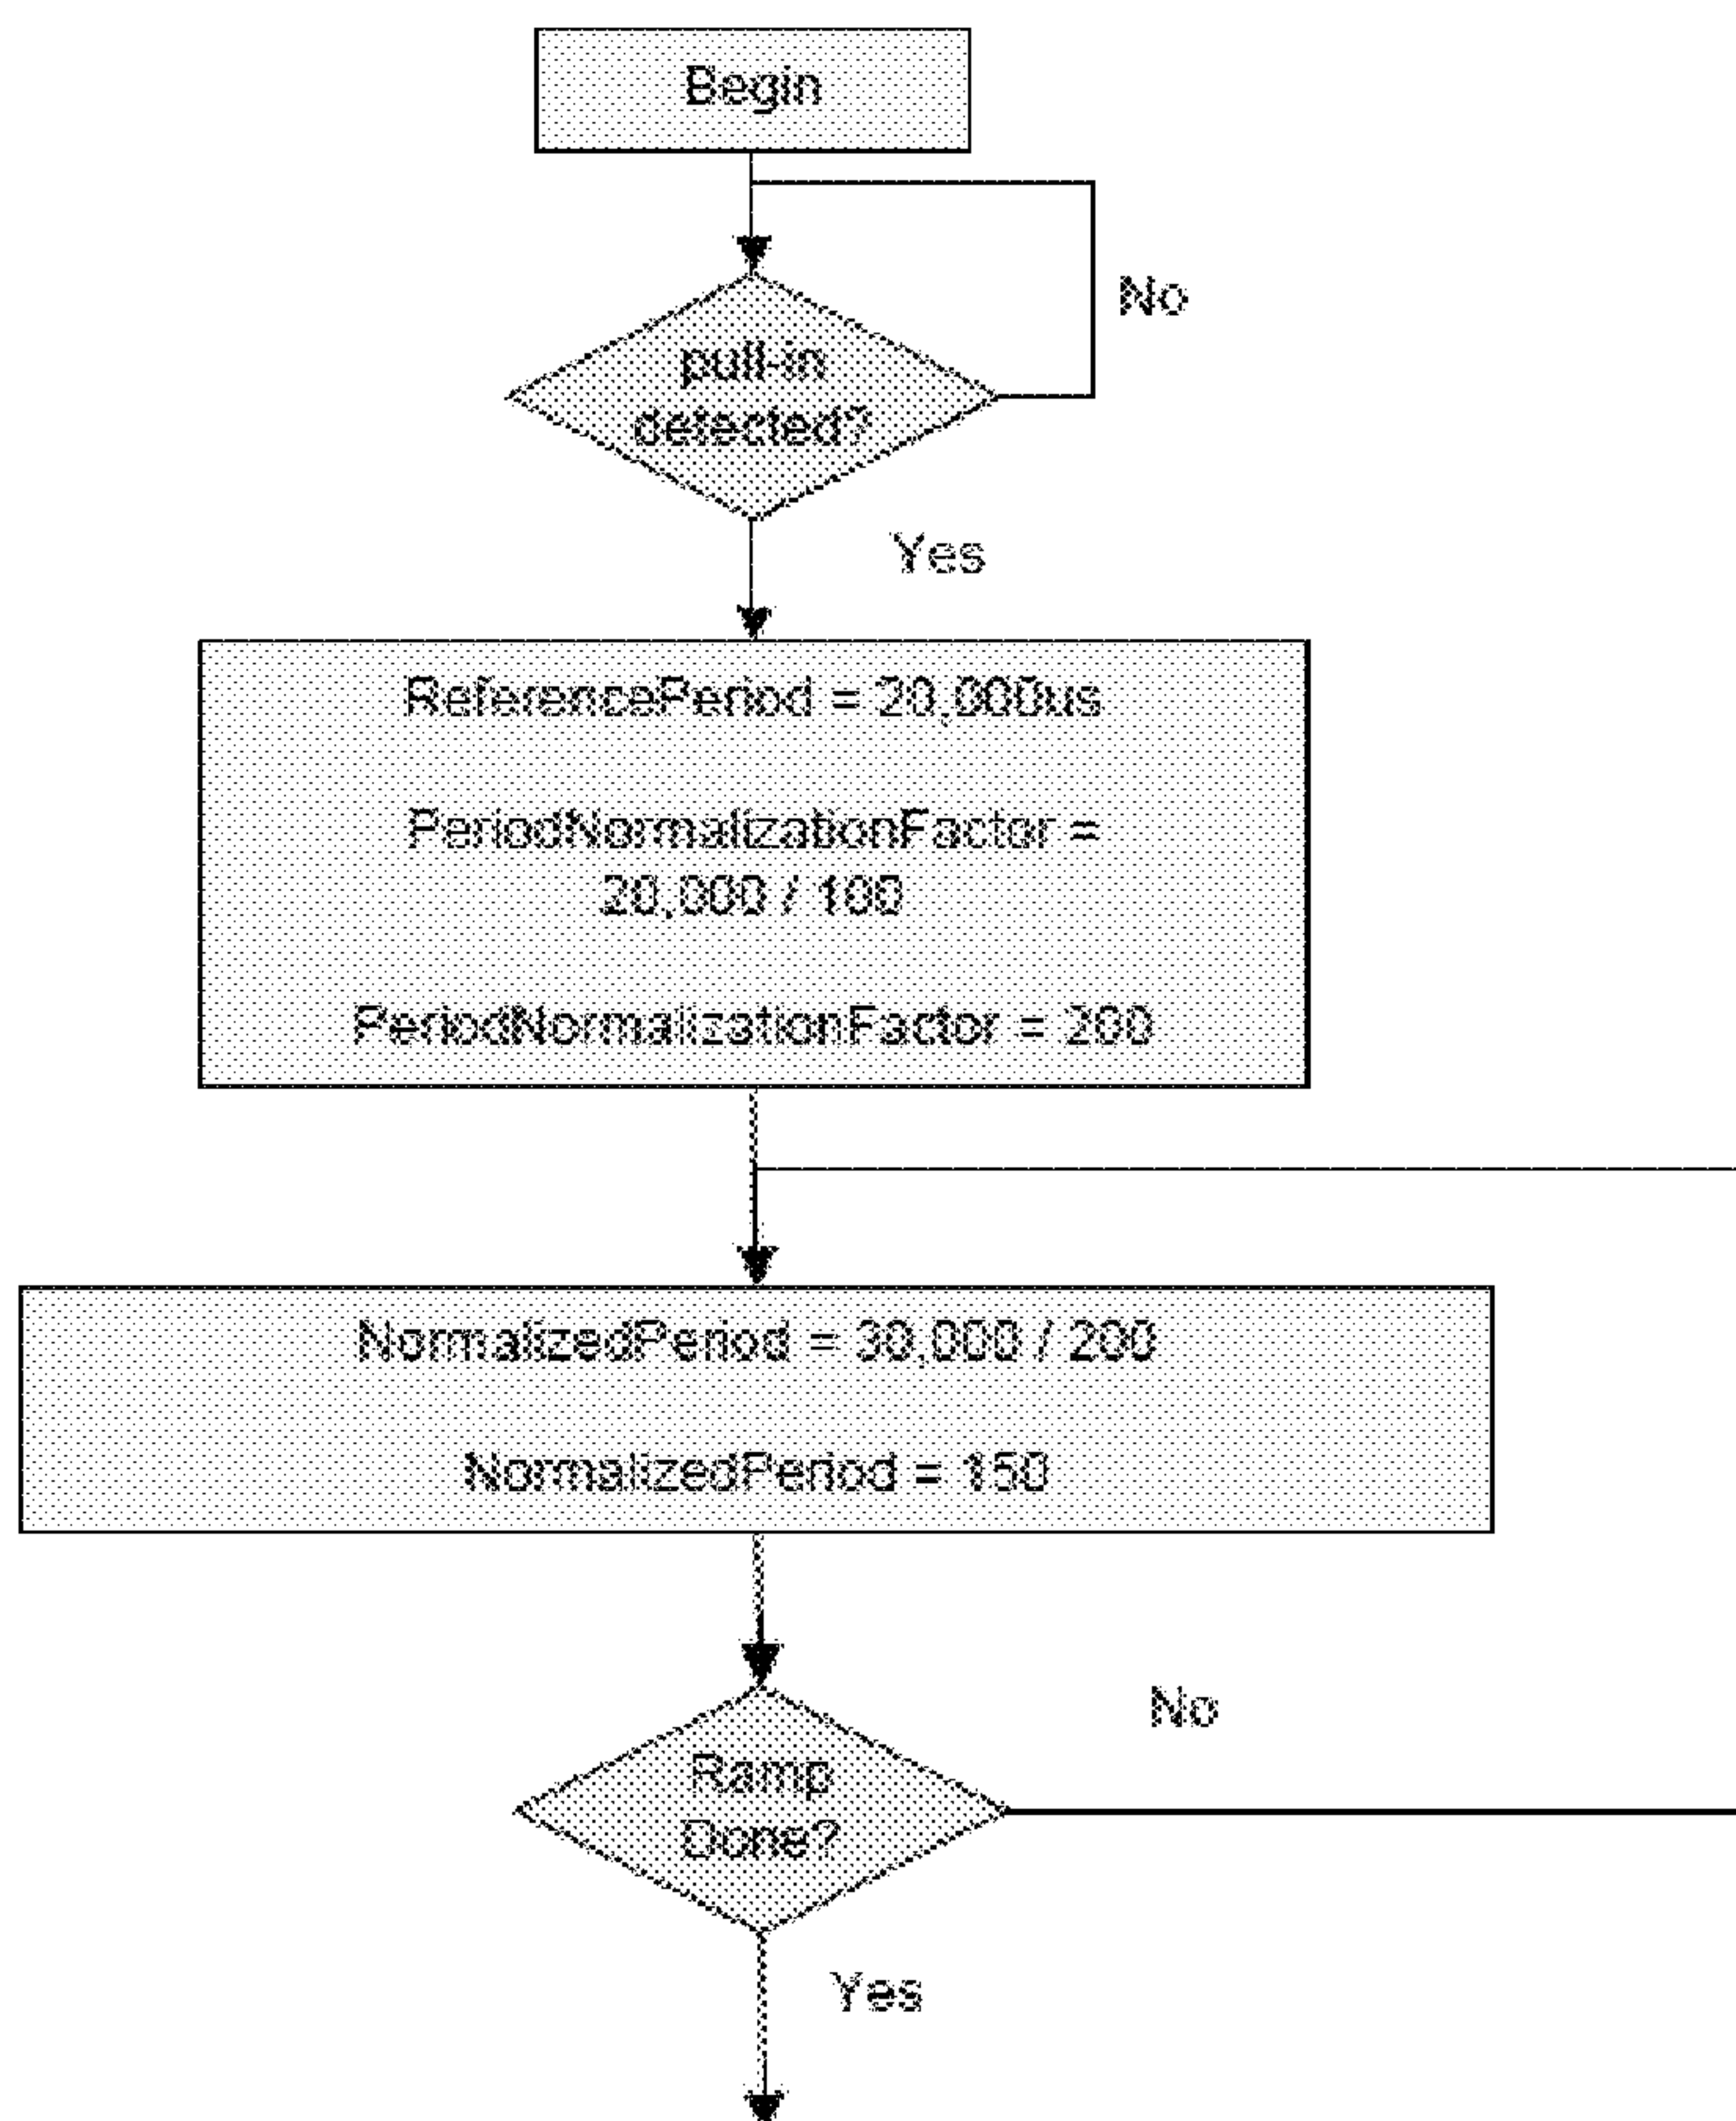 Begin
No
pull-in
detected?
Yes
ReferencePeriod = 20,000us
PeriodNormalizationFactor =
20,000 / 100
PeriodNormalizationFactor = 200
NormalizedPeriod = 30,000 / 200
NormalizedPeriod = 150
No
Ramp
Done?
Yes